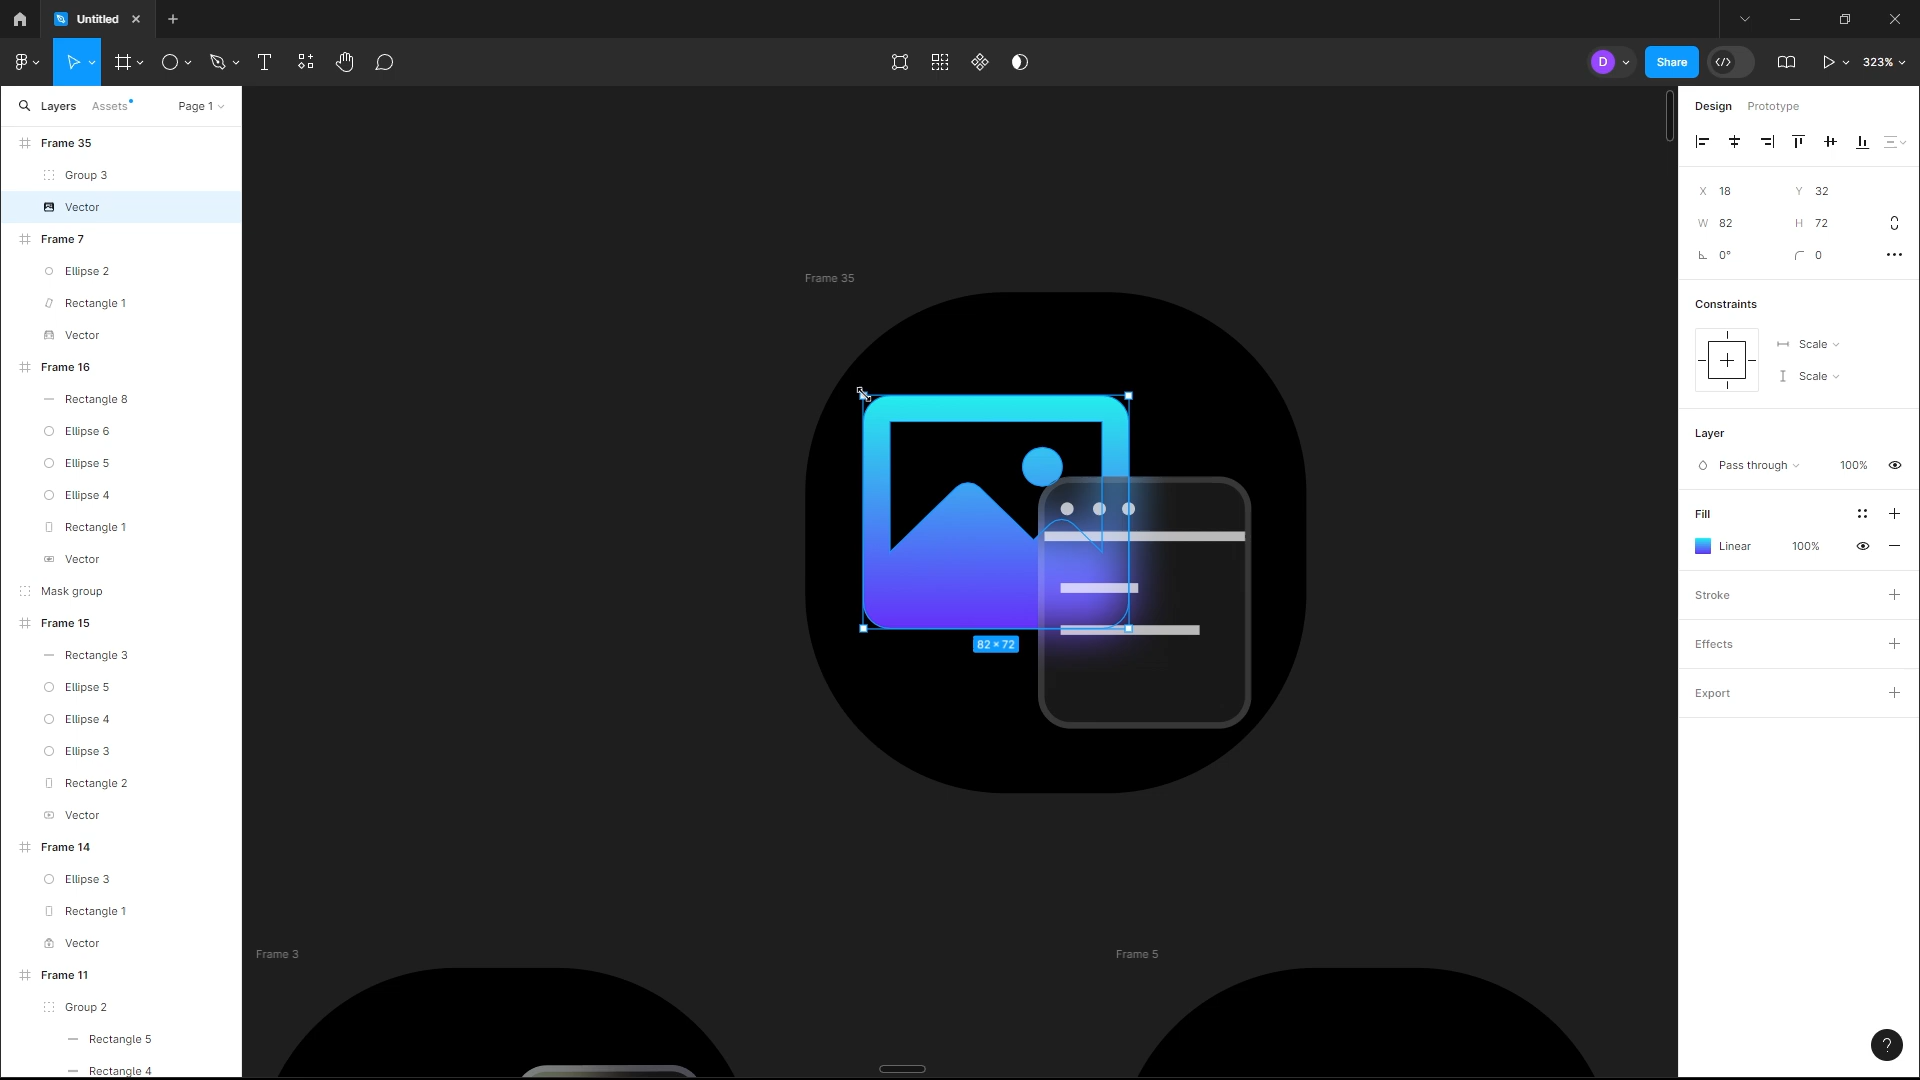 Untitled
Share
D
323%
Layers
Assets
Page 1
Frame 35
Group 3
Vector
Frame 7
Ellipse 2
Rectangle 1
Vector
Frame 16
Rectangle 8
Ellipse 6
Ellipse 5
Ellipse 4
Rectangle 1
Vector
Mask group
Frame 15
Rectangle 3
Ellipse 5
Ellipse 4
Ellipse 3
Rectangle 2
Vector
Frame 14
Ellipse 3
Rectangle 1
Vector
Frame 11
Group 2
Rectangle 5
Rectangle 4
Frame 35
82 × 72
Frame 3
Frame 5
Design
Prototype
X 18
Y 32
W 82
H 72
0°
0
Constraints
Scale
Scale
Layer
Pass through
100%
Fill
Linear
100%
Stroke
Effects
Export
?